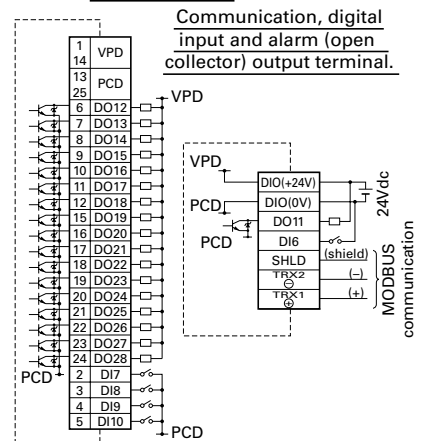 Communication, digital
input and alarm (open
collector) output terminal.
1
14 VPD
13
25 PCD
VPD
6 DO12
7 DO13
8 DO14
9 DO15
10 DO16
11 DO17
12 DO18
15 DO19
16 DO20
17 DO21
18 DO22
19 DO23
20 DO24
21 DO25
22 DO26
23 DO27
24 DO28
PCD
2 DI7
3 DI8
4 DI9
5 DI10
PCD
VPD
DIO(+24V)
24Vdc
PCD
DIO(0V)
DO11
PCD
DI6
SHLD (shield)
TRX2 (–)
⊖
TRX1 (+)
⊕
MODBUS
communication